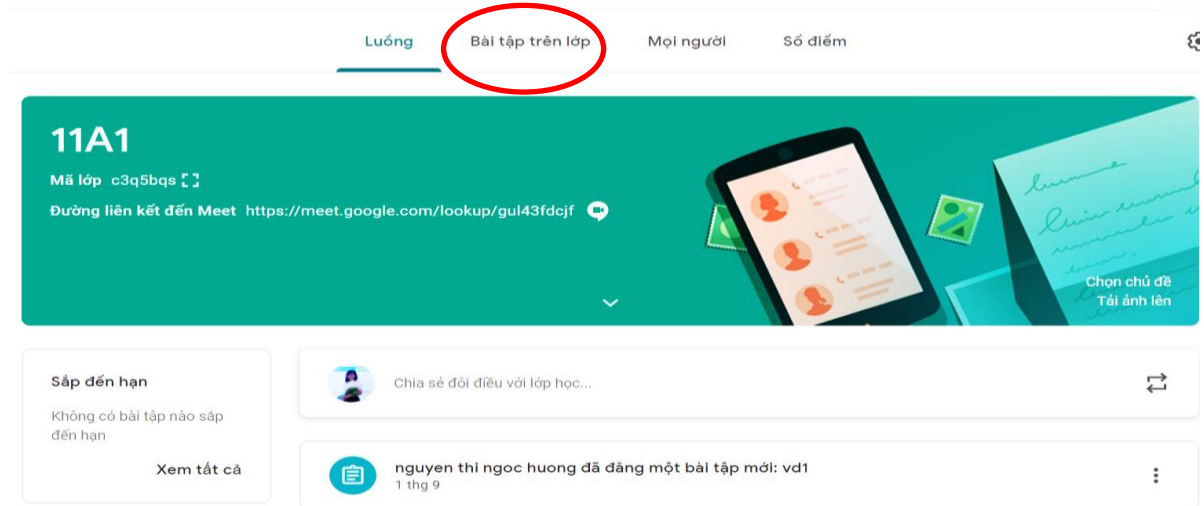 Luồng Bài tập trên lớp Mọi người Số điểm
11A1
Mã lớp c3q5bqs
Đường liên kết đến Meet https://meet.google.com/lookup/gul43fdcjf
Chọn chủ đề
Tải ảnh lên
Sắp đến hạn
Không có bài tập nào sắp
đến hạn
Xem tất cả
Chia sẻ đôi điều với lớp học...
nguyen thi ngoc huong đã đăng một bài tập mới: vd1
1 thg 9